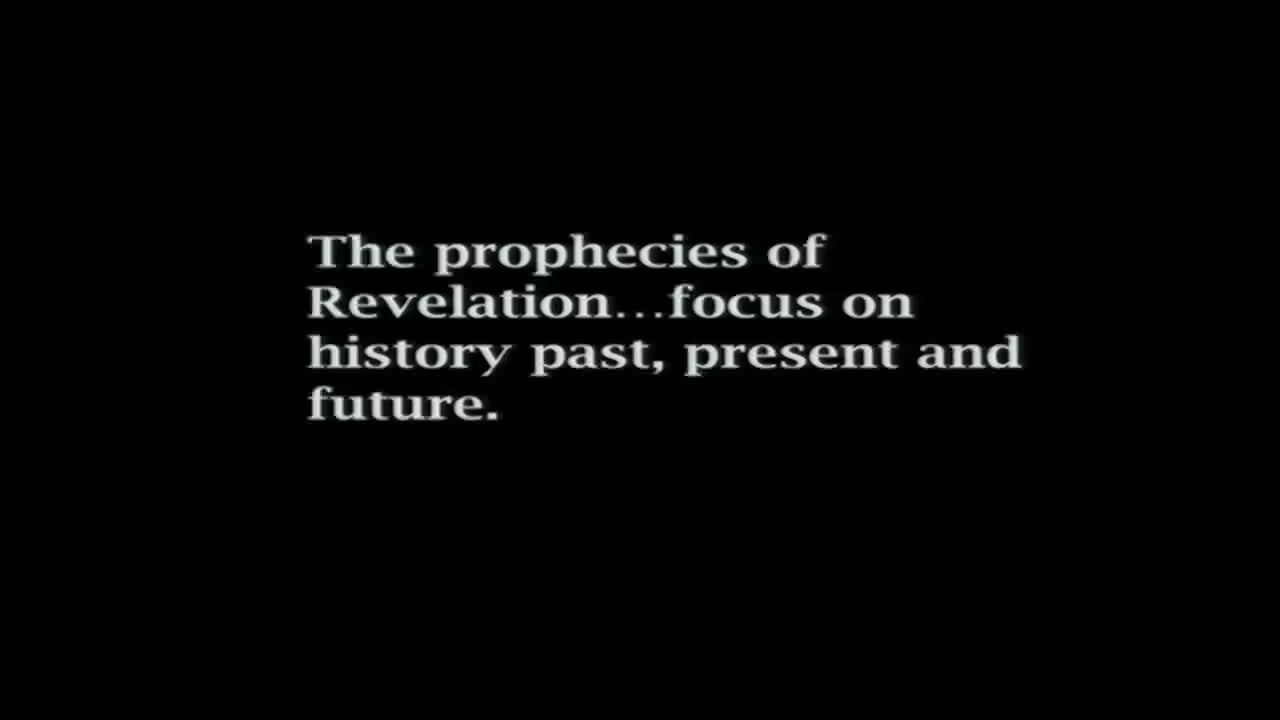 The prophecies of
Revelation...focus on
history past, present and
future.